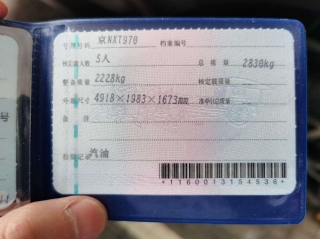 号牌号码 京NXT970 档案编号
核定载人数 5人 总质量 2830kg
整备质量 2228kg 核定载质量
外廓尺寸 4918×1983×1673mm 准牵引总质量
备注
检验记录 汽油
*1160013154538*
号